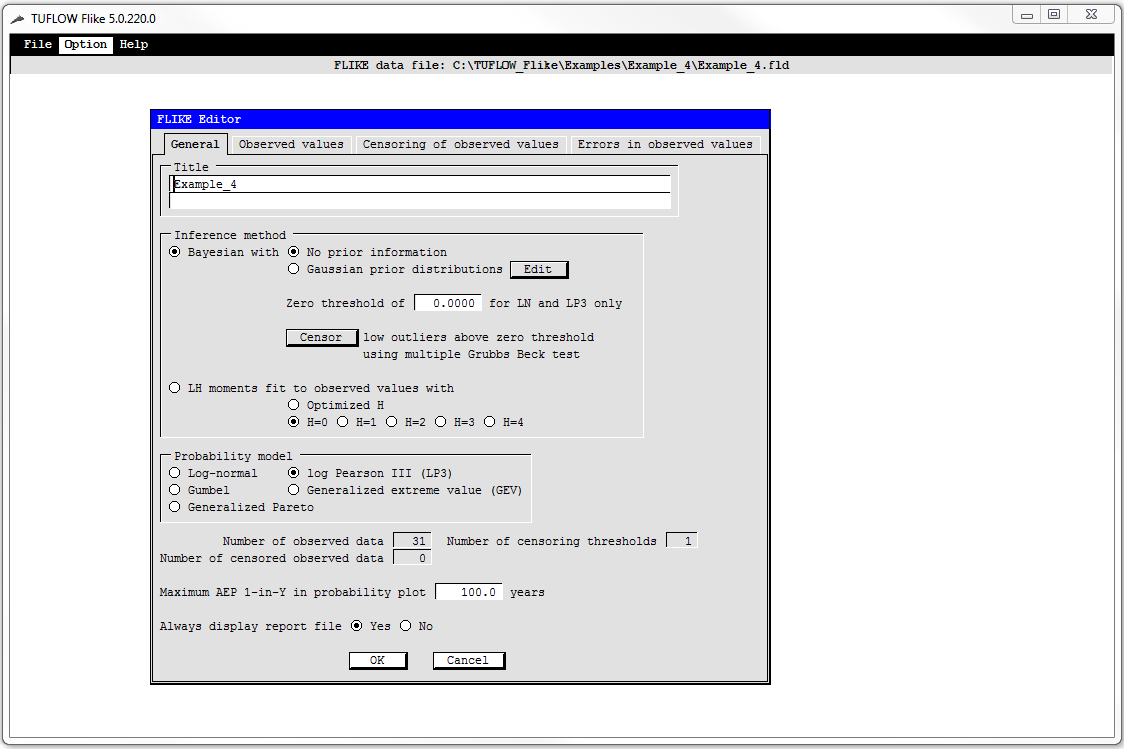 TUFLOW Flike 5.0.220.0
File Option Help
FLIKE data file: C:\TUFLOW_Flike\Examples\Example_4\Example_4.fld
FLIKE Editor
General Observed values Censoring of observed values Errors in observed values
Title
Example_4
Inference method
Bayesian with No prior information
Gaussian prior distributions Edit
Zero threshold of 0.0000 for LN and LP3 only
Censor low outliers above zero threshold
using multiple Grubbs Beck test
LH moments fit to observed values with
Optimized H
H=0 H=1 H=2 H=3 H=4
Probability model
Log-normal log Pearson III (LP3)
Gumbel Generalized extreme value (GEV)
Generalized Pareto
Number of observed data 31 Number of censoring thresholds 1
Number of censored observed data 0
Maximum AEP 1-in-Y in probability plot 100.0 years
Always display report file Yes No
OK Cancel